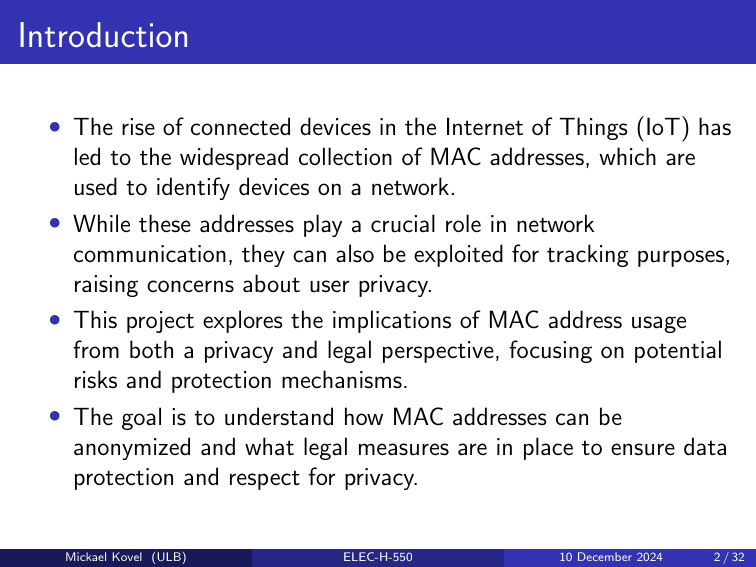 Introduction
• The rise of connected devices in the Internet of Things (IoT) has
led to the widespread collection of MAC addresses, which are
used to identify devices on a network.
• While these addresses play a crucial role in network
communication, they can also be exploited for tracking purposes,
raising concerns about user privacy.
• This project explores the implications of MAC address usage
from both a privacy and legal perspective, focusing on potential
risks and protection mechanisms.
• The goal is to understand how MAC addresses can be
anonymized and what legal measures are in place to ensure data
protection and respect for privacy.
Mickael Kovel (ULB) ELEC-H-550 10 December 2024 2 / 32